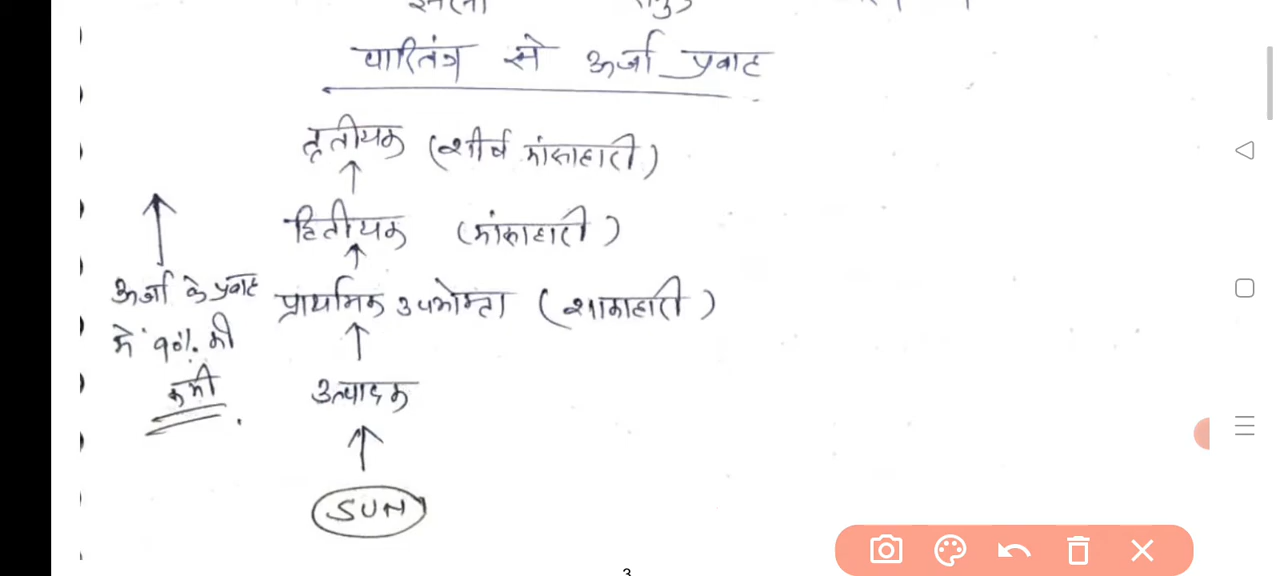 पारितंत्र से ऊर्जा प्रवाह
तृतीयक (शीर्ष मांसाहारी)
द्वितीयक (मांसाहारी)
ऊर्जा के प्रवाह
में 90% की
कमी
प्राथमिक उपभोक्ता (शाकाहारी)
उत्पादक
SUN
3